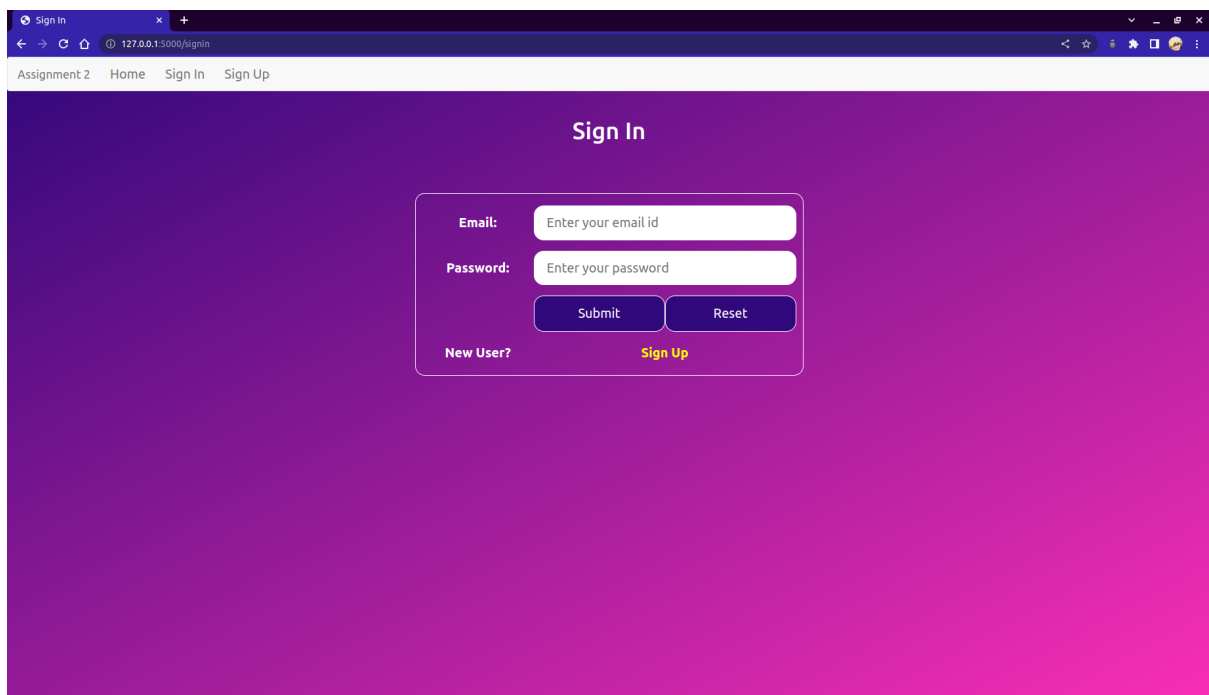 Sign In
127.0.0.1:5000/signin
Assignment 2 Home Sign In Sign Up
Sign In
Email: Enter your email id
Password: Enter your password
Submit Reset
New User? Sign Up